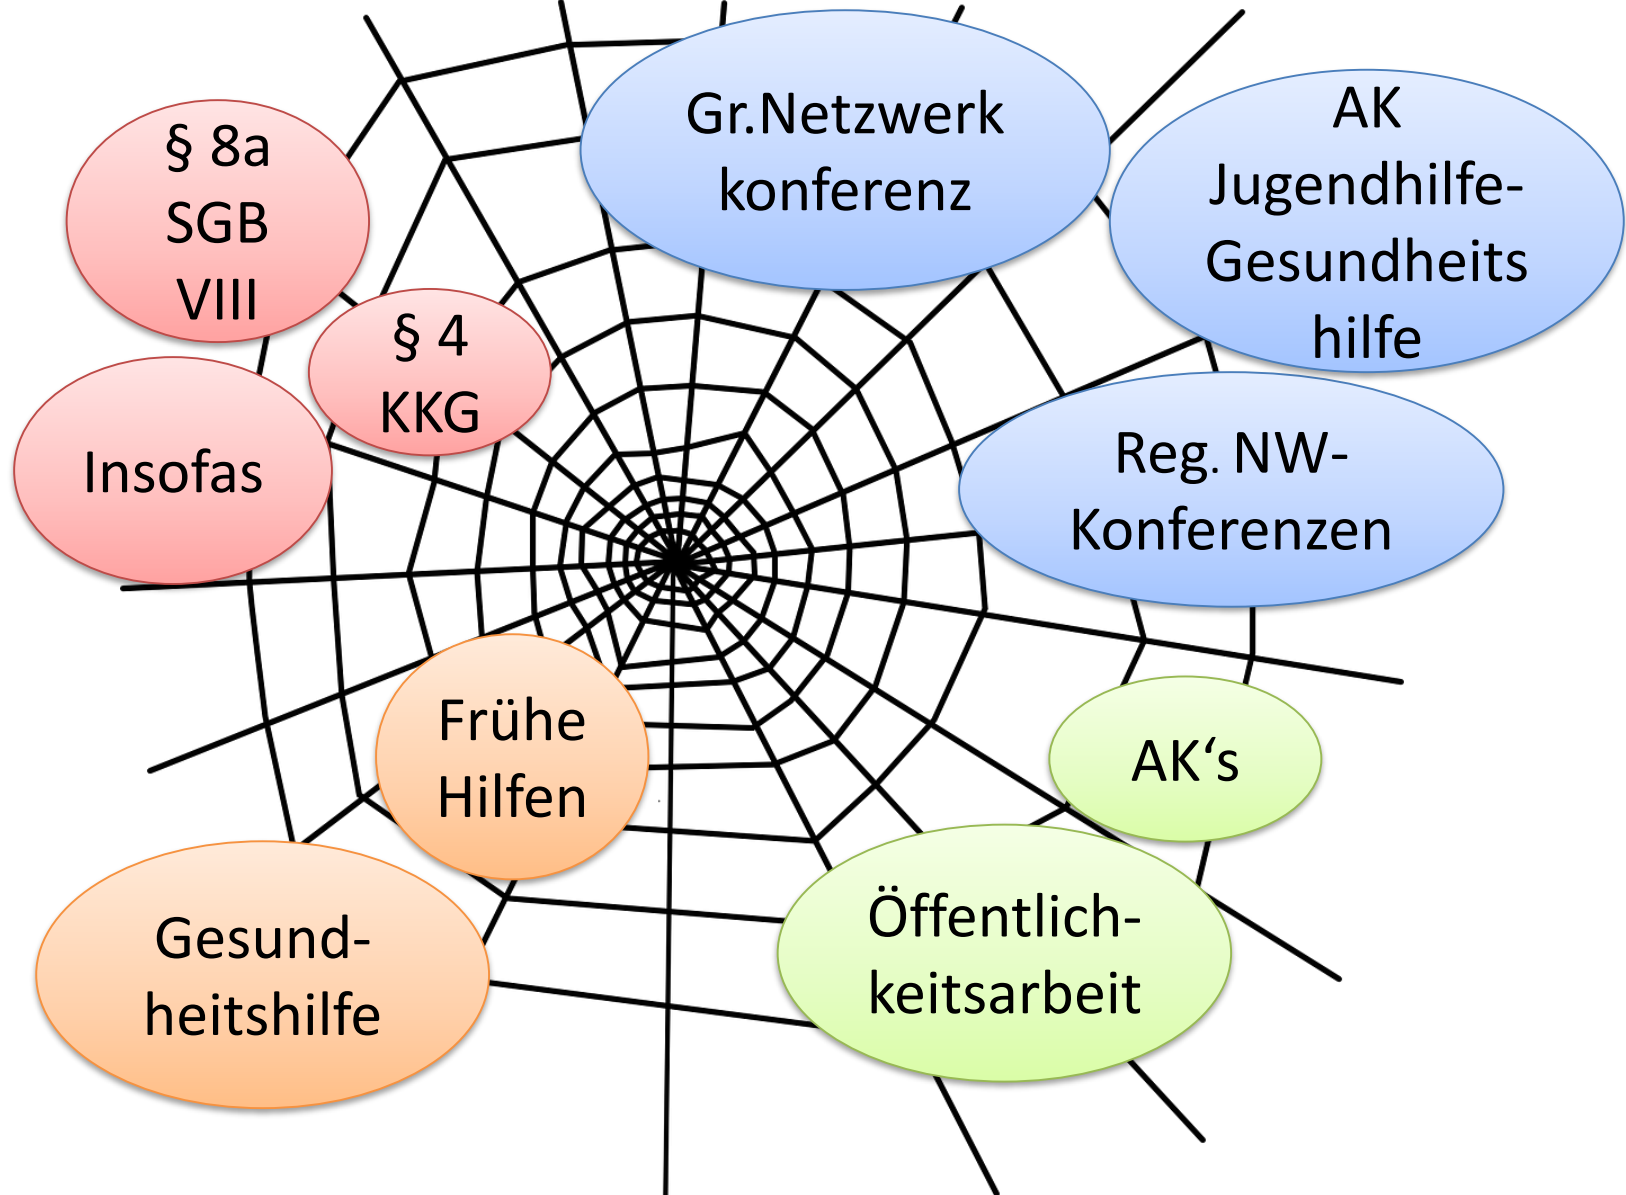 Gr.Netzwerk
konferenz
AK
Jugendhilfe-
Gesundheits
hilfe
§ 8a
SGB
VIII
§ 4
KKG
Insofas
Reg. NW-
Konferenzen
Frühe
Hilfen
AK‘s
Gesund-
heitshilfe
Öffentlich-
keitsarbeit